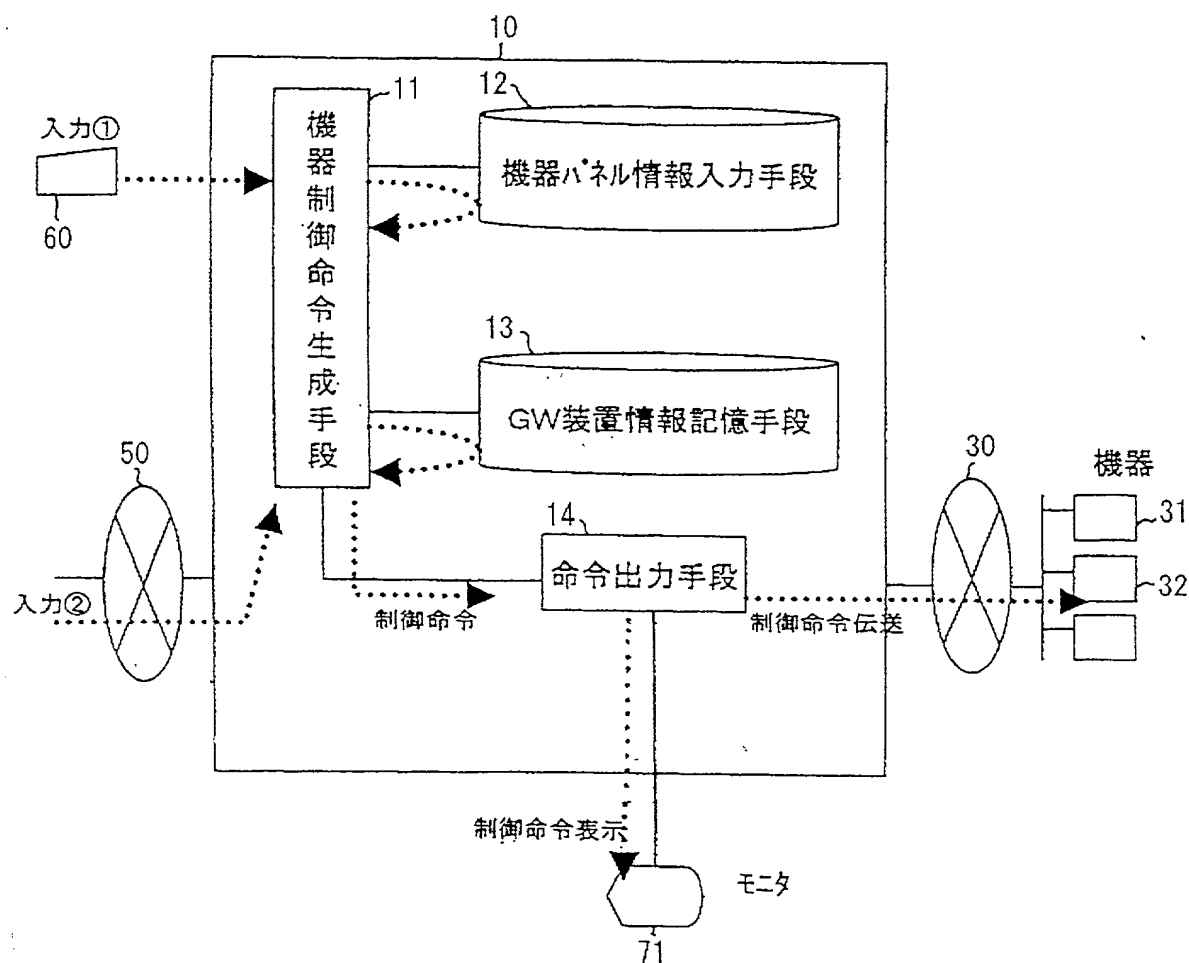 10
11
12
入力①
機器制御命令生成手段
機器パネル情報入力手段
60
13
GW装置情報記憶手段
50
30
機器
14
31
命令出力手段
32
入力②
制御命令
制御命令伝送
制御命令表示
モニタ
71